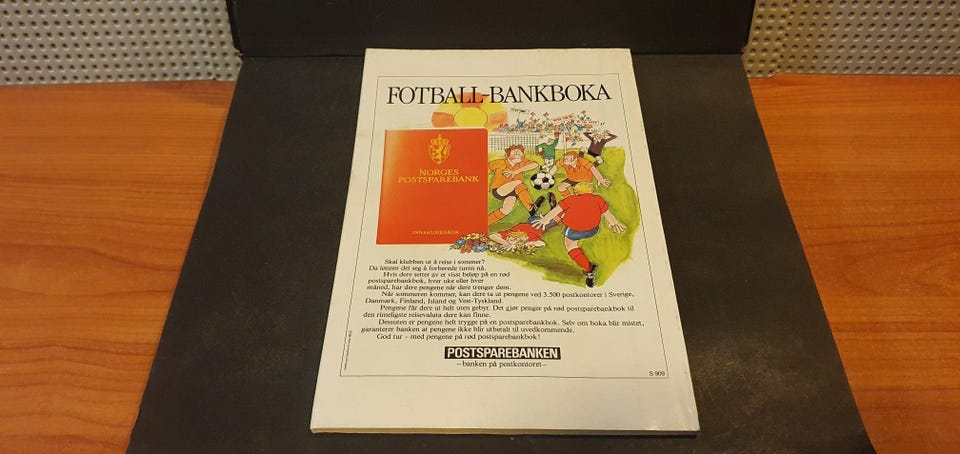 FOTBALL-BANKBOKA
NORGES
POSTSPAREBANK
INNSKUDDSBOK
Skal klubben ut å reise i sommer?
Da lønner det seg å forberede turen nå.
Hvis dere setter av et visst beløp på en rød
postsparebankbok, hver uke eller hver
måned, har dere pengene når dere trenger dem.
Når sommeren kommer, kan dere ta ut pengene ved 3.500 postkontorer i Sverige,
Danmark, Finland, Island og Vest-Tyskland.
Pengene får dere ut helt uten gebyr. Det gjør penger på rød postsparebankbok til
den rimeligste reisevaluta dere kan finne.
Dessuten er pengene helt trygge på en postsparebankbok. Selv om boka blir mistet,
garanterer banken at pengene ikke blir utbetalt til uvedkommende.
God tur – med pengene på rød postsparebankbok!
POSTSPAREBANKEN
– banken på postkontoret –
S 909